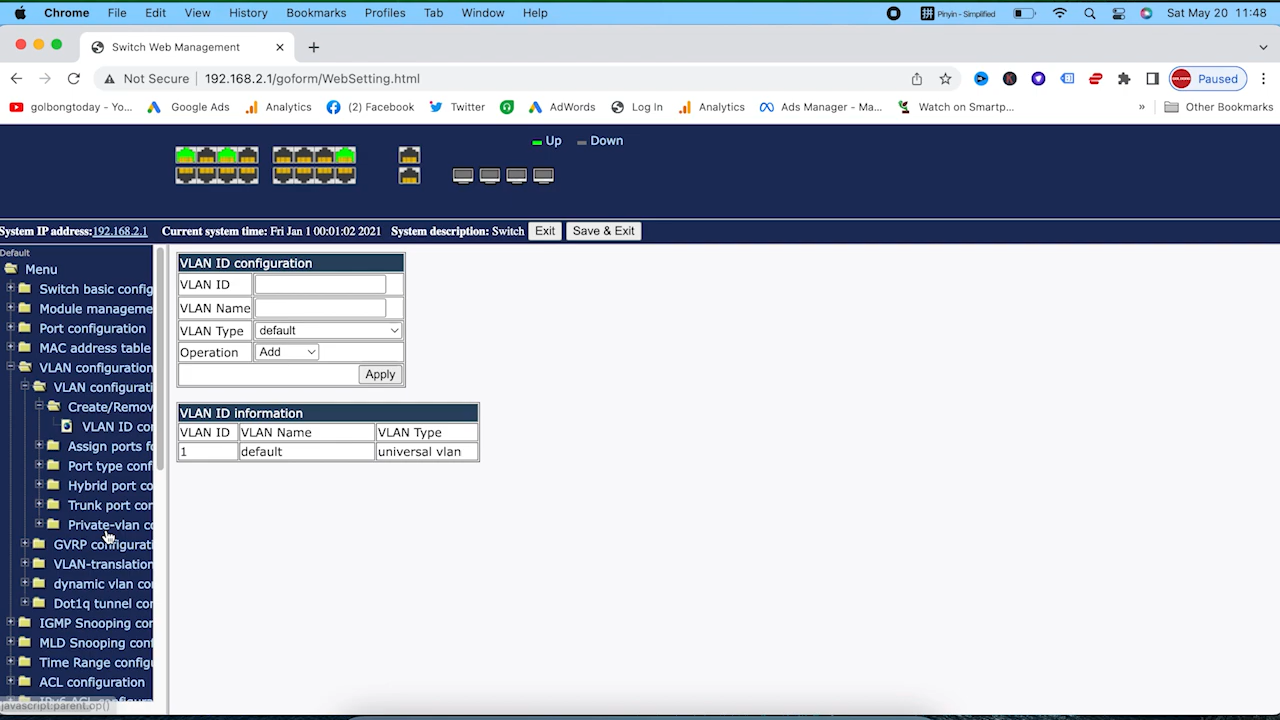 Chrome File Edit View History Bookmarks Profiles Tab Window Help Pinyin - Simplified Sat May 20 11:48
Switch Web Management
Not Secure 192.168.2.1/goform/WebSetting.html Paused
golbongtoday - Yo... Google Ads Analytics (2) Facebook Twitter AdWords Log In Analytics Ads Manager - Ma... Watch on Smartp... » Other Bookmarks
Up Down
System IP address:192.168.2.1 Current system time: Fri Jan 1 00:01:02 2021 System description: Switch Exit Save & Exit
Default
Menu
Switch basic config
Module manageme
Port configuration
MAC address table
VLAN configuration
VLAN configurati
Create/Remov
VLAN ID co
Assign ports fo
Port type conf
Hybrid port co
Trunk port con
Private-vlan co
GVRP configurati
VLAN-translation
dynamic vlan co
Dot1q tunnel co
IGMP Snooping con
MLD Snooping conf
Time Range config
ACL configuration
javascript:parent.op()
VLAN ID configuration
VLAN ID
VLAN Name
VLAN Type default
Operation Add
Apply
VLAN ID information
VLAN ID VLAN Name VLAN Type
1 default universal vlan